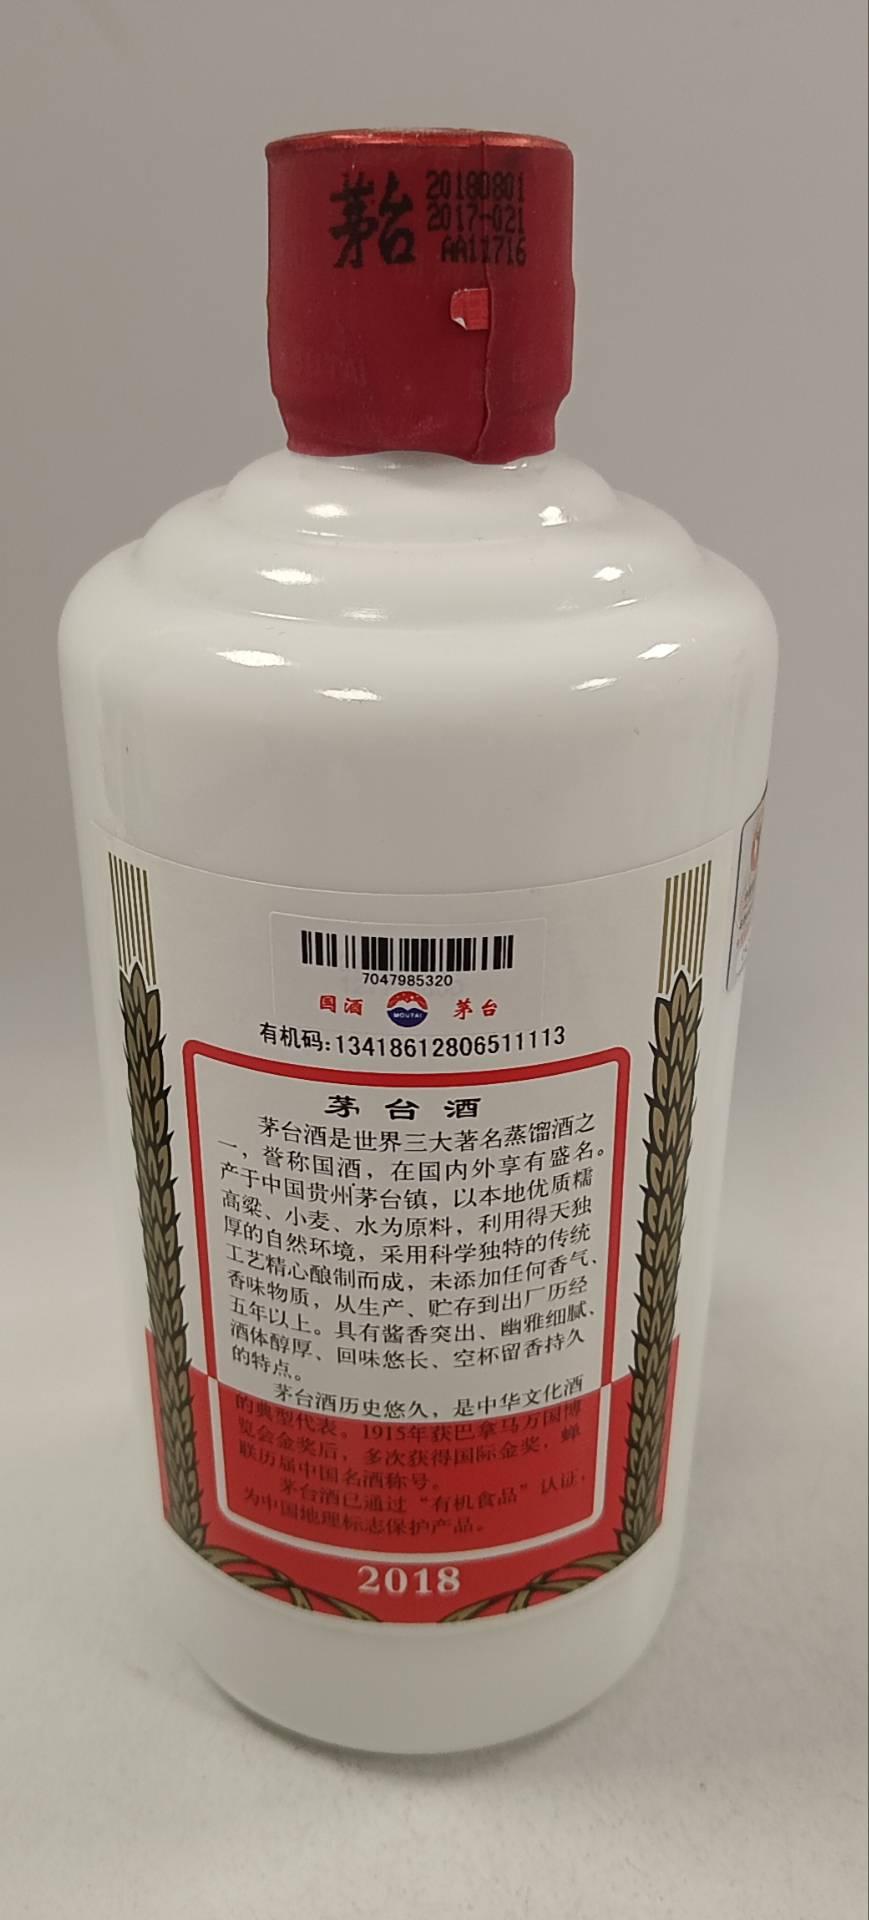 茅台
20180801
2017-021
AA11716
7047985320
国酒 MOUTAI 茅台
有机码:13418612806511113
茅台酒
茅台酒是世界三大著名蒸馏酒之
一，誉称国酒，在国内外享有盛名。
产于中国贵州茅台镇，以本地优质糯
高粱、小麦、水为原料，利用得天独
厚的自然环境，采用科学独特的传统
工艺精心酿制而成，未添加任何香气、
香味物质，从生产、贮存到出厂历经
五年以上。具有酱香突出、幽雅细腻、
酒体醇厚、回味悠长、空杯留香持久
的特点。
茅台酒历史悠久，是中华文化酒
的典型代表。1915年获巴拿马万国博
览会金奖后，多次获得国际金奖，蝉
联历届中国名酒称号。
茅台酒已通过“有机食品”认证，
为中国地理标志保护产品。
2018